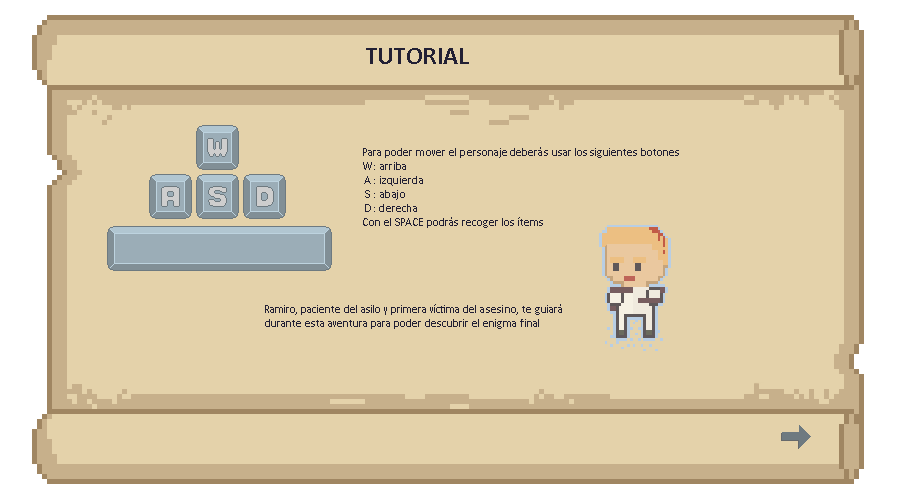 TUTORIAL
W
A S D
Para poder mover el personaje deberás usar los siguientes botones
W: arriba
A : izquierda
S : abajo
D : derecha
Con el SPACE podrás recoger los ítems
Ramiro, paciente del asilo y primera víctima del asesino, te guiará
durante esta aventura para poder descubrir el enigma final